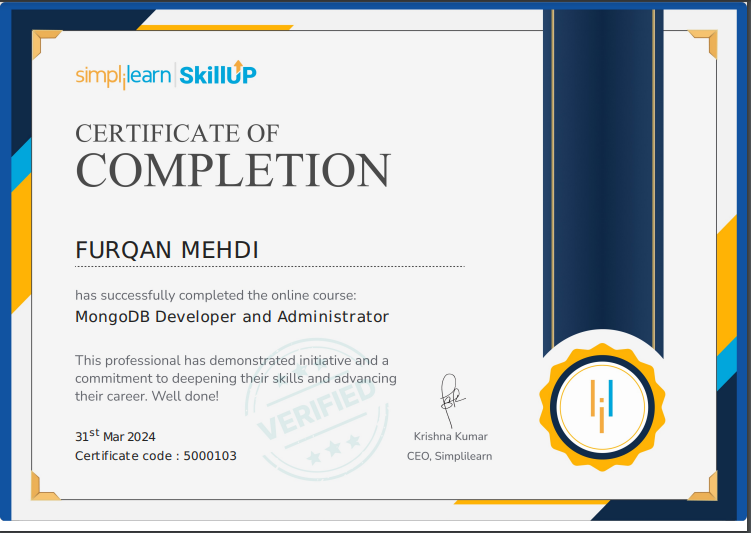 simplilearn | SkillUP
CERTIFICATE OF
COMPLETION
FURQAN MEHDI
has successfully completed the online course:
MongoDB Developer and Administrator
This professional has demonstrated initiative and a
commitment to deepening their skills and advancing
their career. Well done!
VERIFIED
31st Mar 2024
Certificate code : 5000103
Krishna Kumar
CEO, Simplilearn